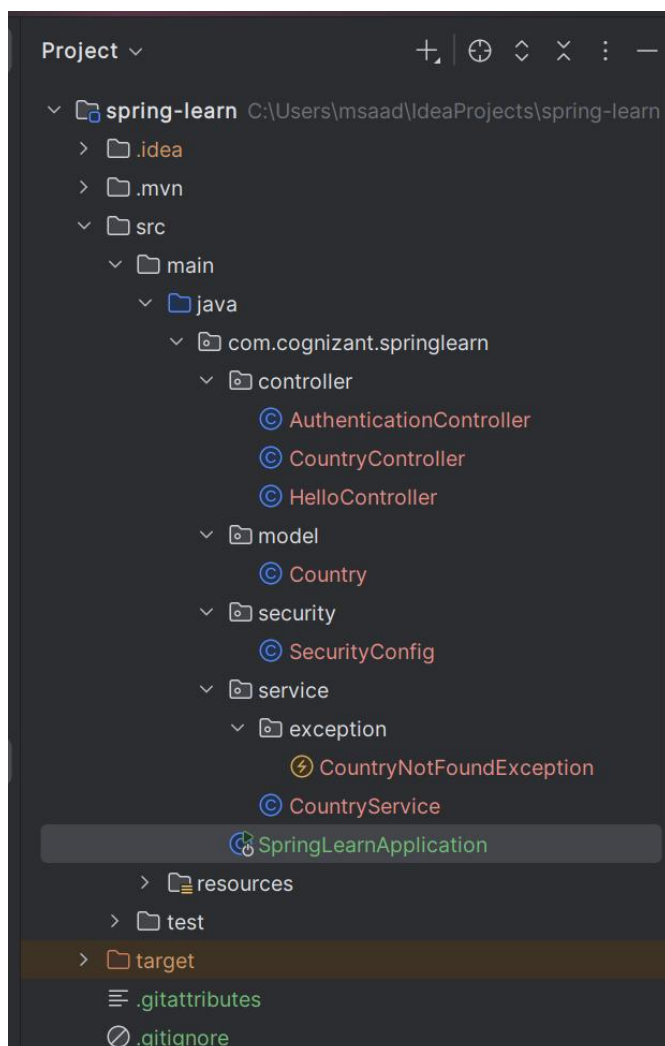 Project
spring-learn C:\Users\msaad\IdeaProjects\spring-learn
.idea
.mvn
src
main
java
com.cognizant.springlearn
controller
AuthenticationController
CountryController
HelloController
model
Country
security
SecurityConfig
service
exception
CountryNotFoundException
CountryService
SpringLearnApplication
resources
test
target
.gitattributes
.gitignore